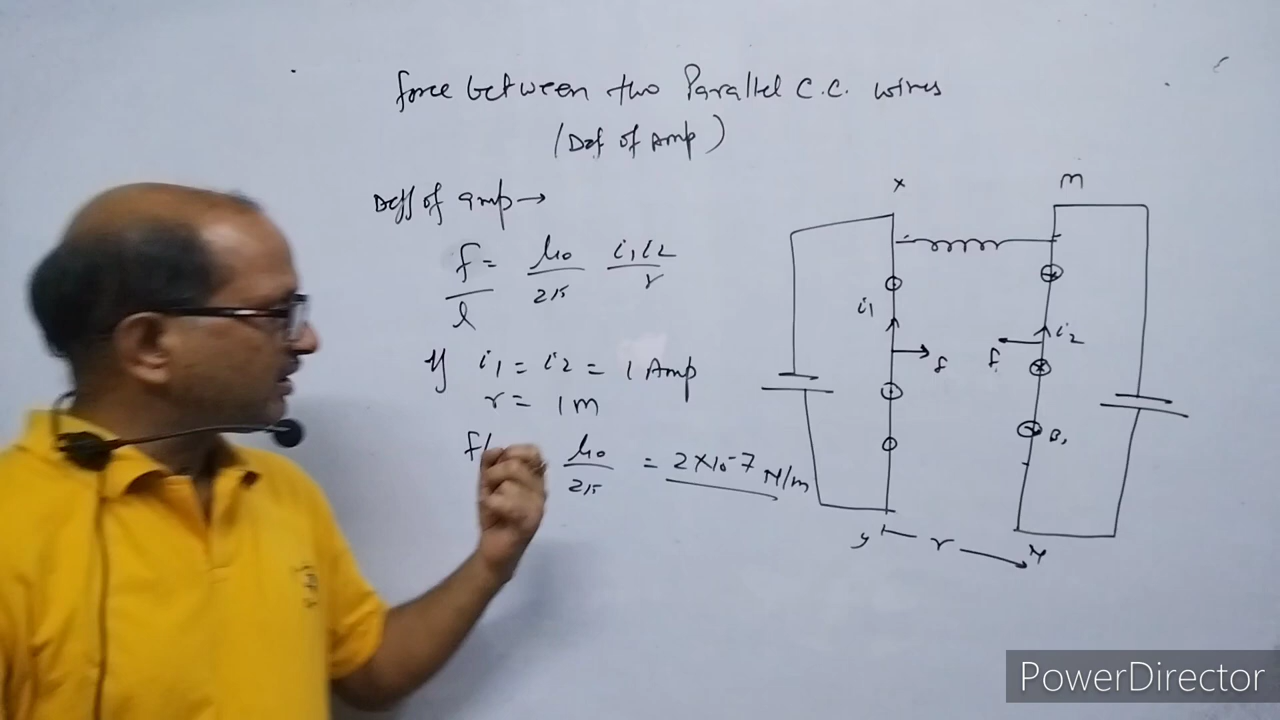 Force between two Parallel C.C. wires
(Def of Amp)
Deff of amp→
F/l = μ0/2π i1i2/r
If i1 = i2 = 1 Amp
r = 1m
F/ μ0/2π = 2×10-7 N/m
x
m
i1
i2
f
f
B1
y
r
PowerDirector